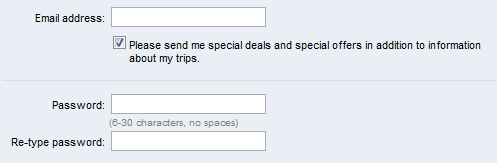 Email address:
Please send me special deals and special offers in addition to information
about my trips.
Password:
(6-30 characters, no spaces)
Re-type password: